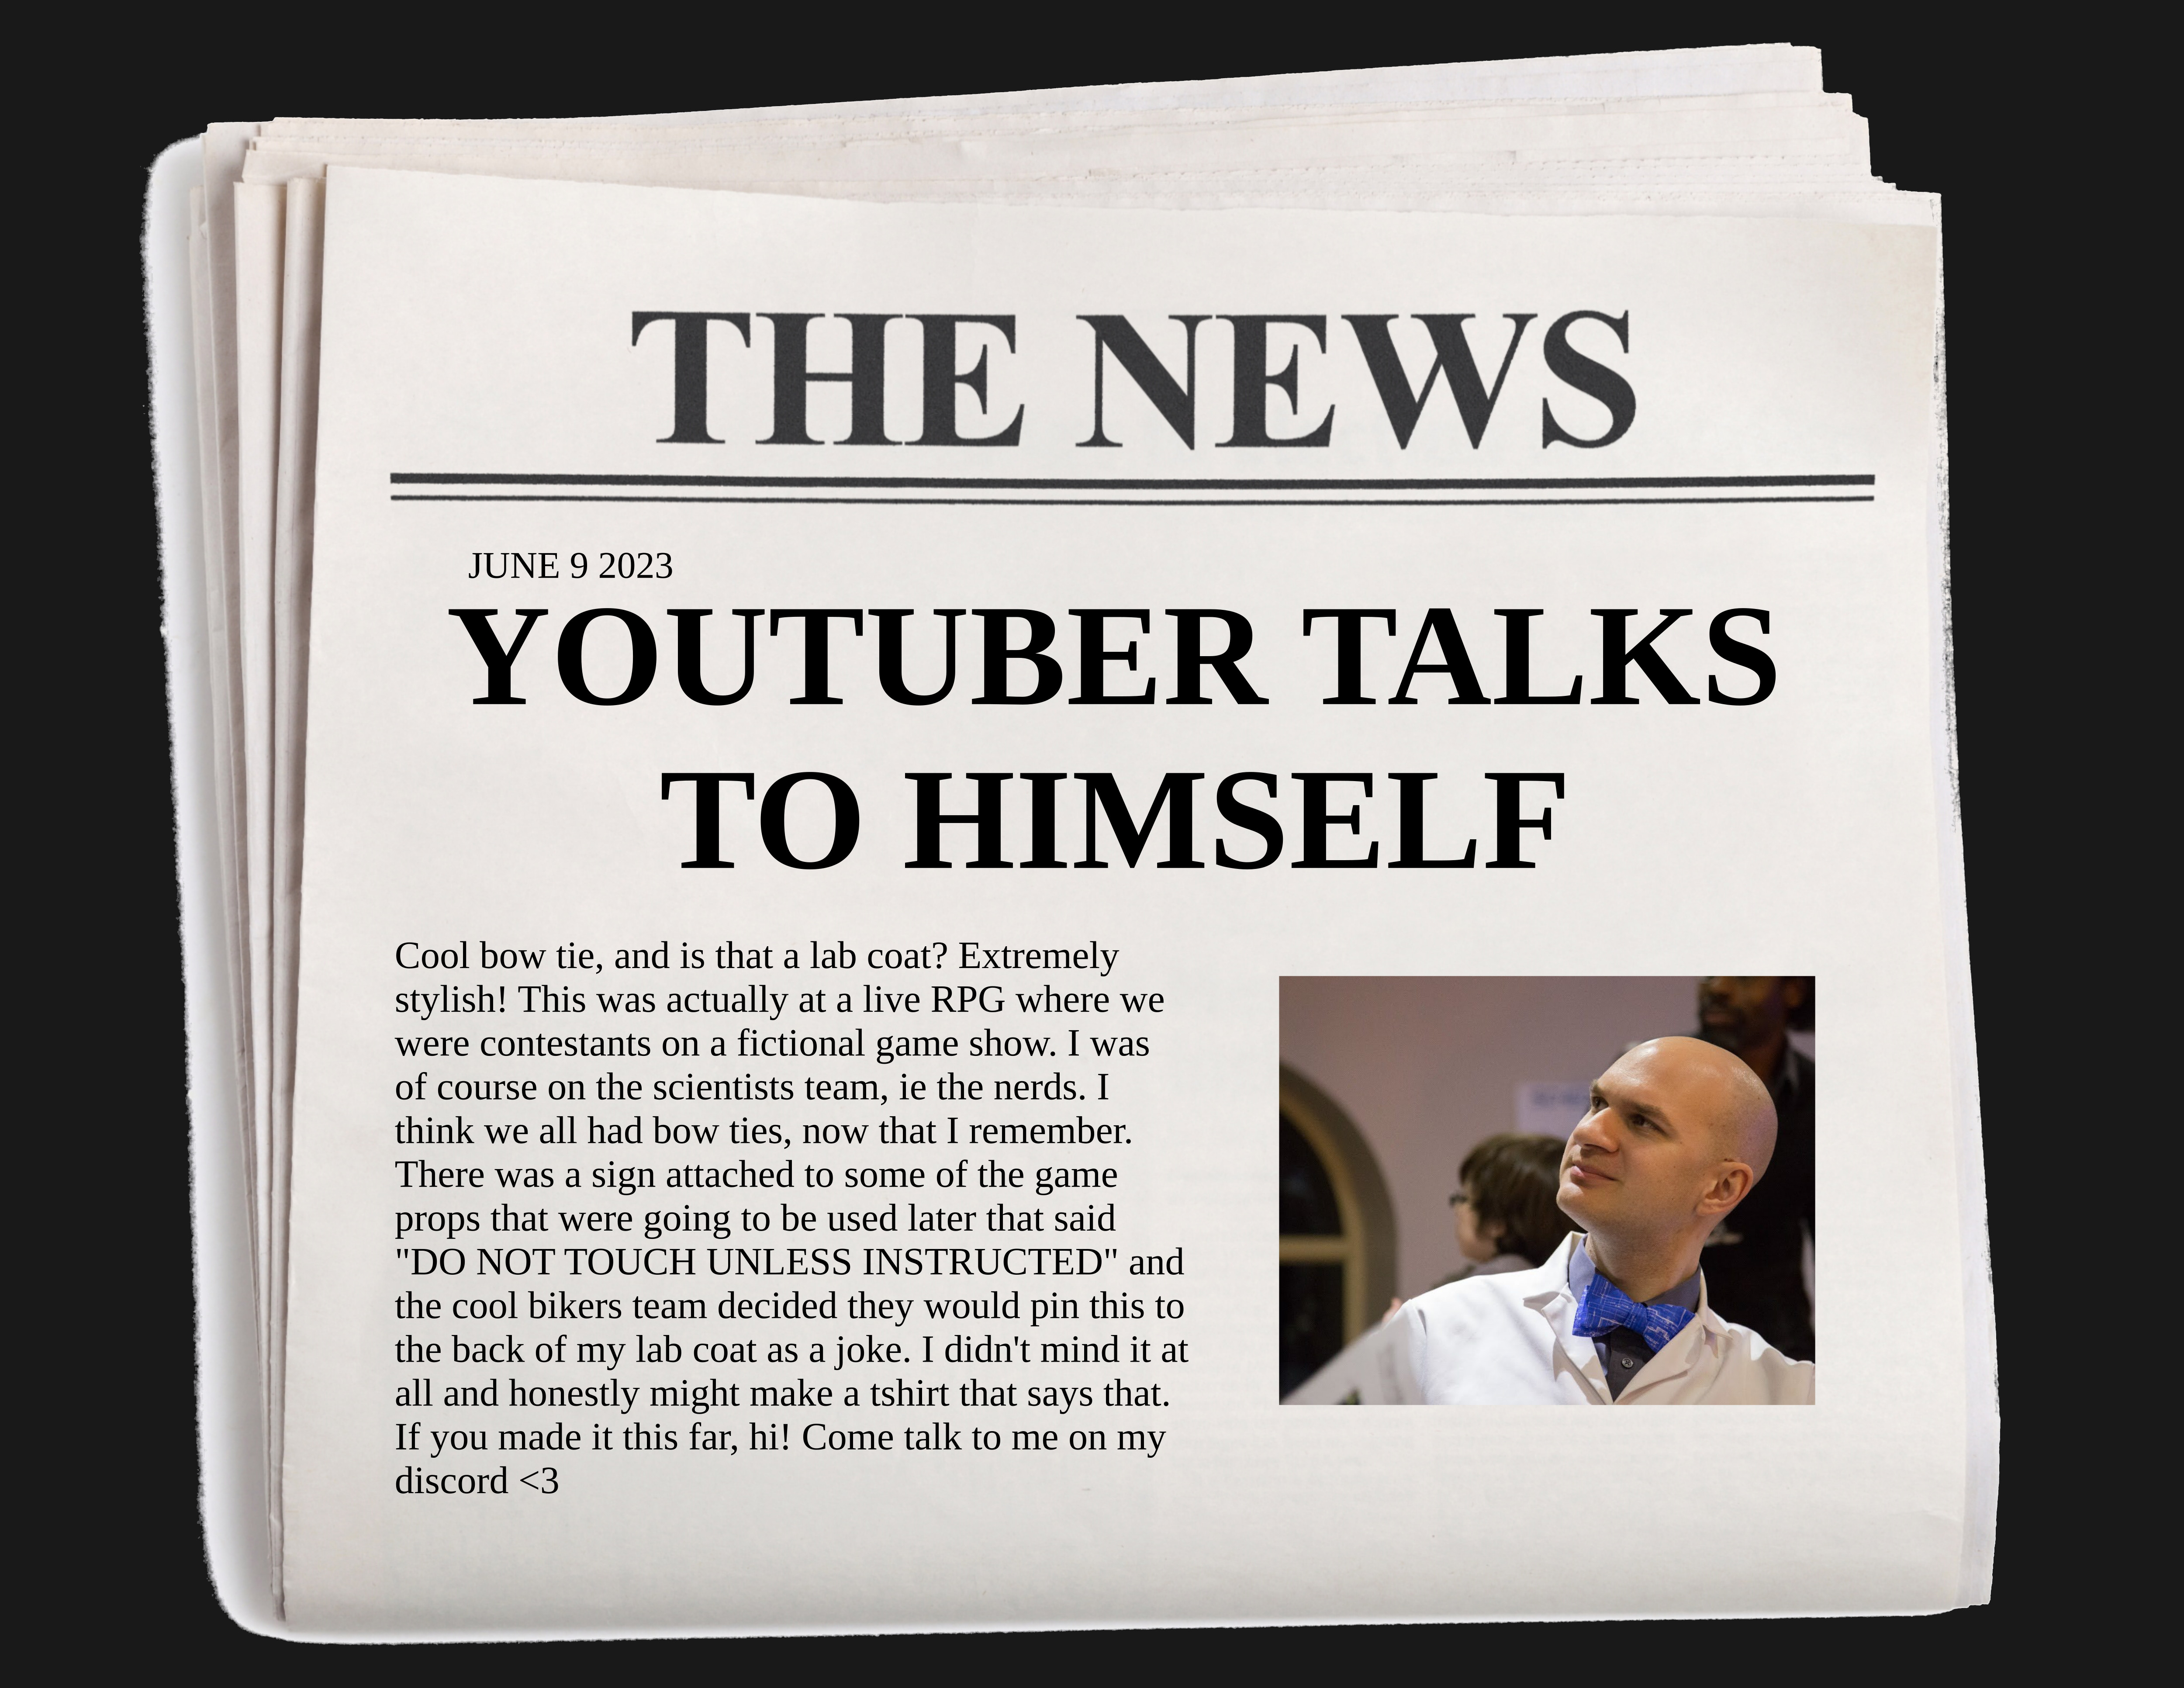 THE NEWS
JUNE 9 2023
YOUTUBER TALKS
TO HIMSELF
Cool bow tie, and is that a lab coat? Extremely
stylish! This was actually at a live RPG where we
were contestants on a fictional game show. I was
of course on the scientists team, ie the nerds. I
think we all had bow ties, now that I remember.
There was a sign attached to some of the game
props that were going to be used later that said
"DO NOT TOUCH UNLESS INSTRUCTED" and
the cool bikers team decided they would pin this to
the back of my lab coat as a joke. I didn't mind it at
all and honestly might make a tshirt that says that.
If you made it this far, hi! Come talk to me on my
discord <3